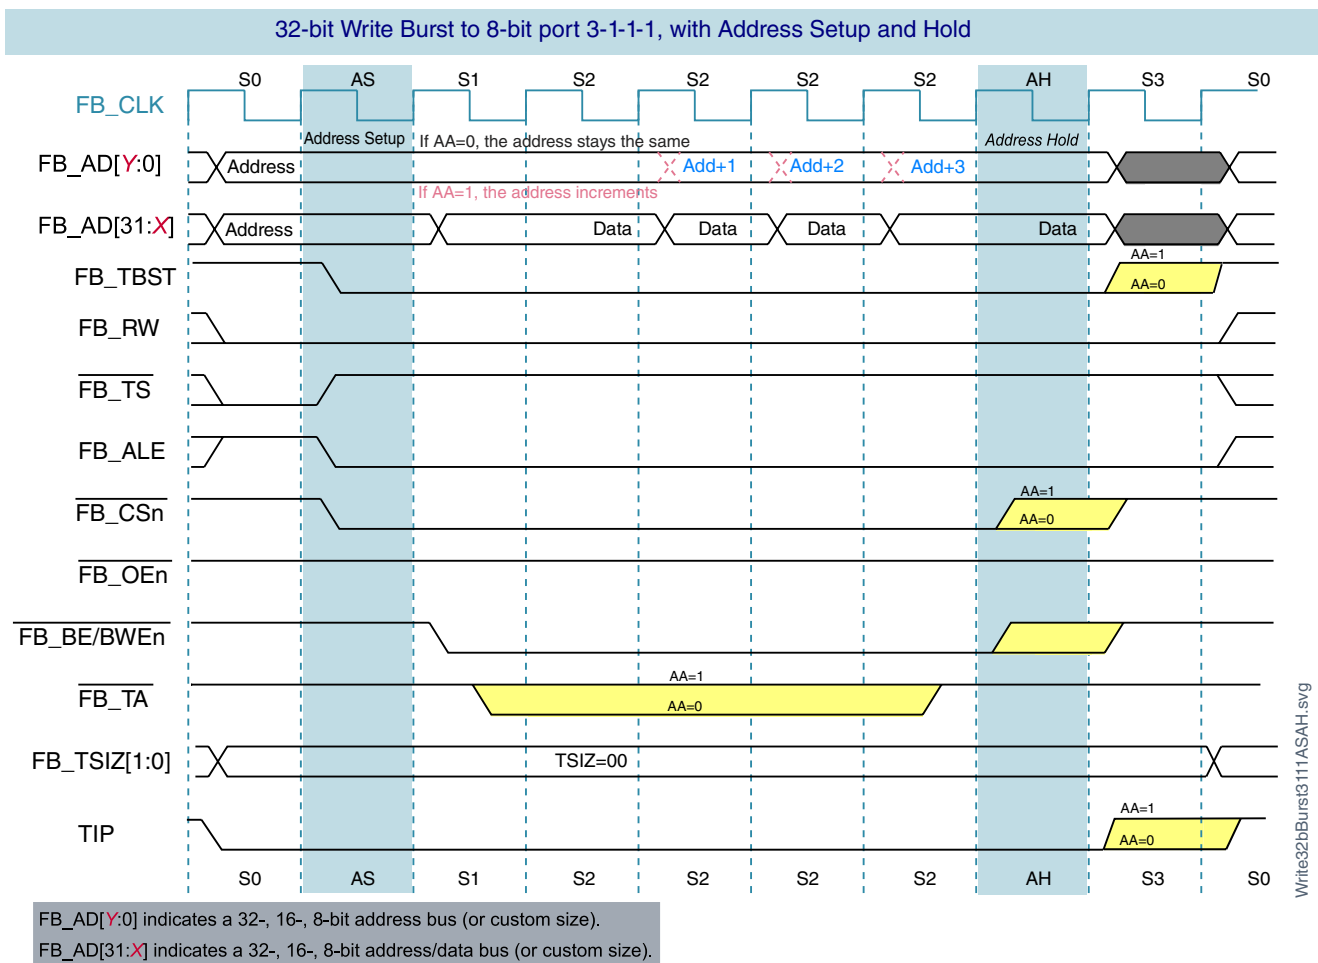 32-bit Write Burst to 8-bit port 3-1-1-1, with Address Setup and Hold
S0 AS S1 S2 S2 S2 S2 AH S3 S0
FB_CLK
Address Setup If AA=0, the address stays the same Address Hold
FB_AD[Y:0] Address Add+1 Add+2 Add+3
If AA=1, the address increments
FB_AD[31:X] Address Data Data Data Data
AA=1
FB_TBST AA=0
FB_RW
FB_TS
FB_ALE
AA=1
FB_CSn AA=0
FB_OEn
FB_BE/BWEn
AA=1
FB_TA AA=0
FB_TSIZ[1:0] TSIZ=00
AA=1
TIP AA=0
S0 AS S1 S2 S2 S2 S2 AH S3 S0
Write32bBurst3111ASAH.svg
FB_AD[Y:0] indicates a 32-, 16-, 8-bit address bus (or custom size).
FB_AD[31:X] indicates a 32-, 16-, 8-bit address/data bus (or custom size).